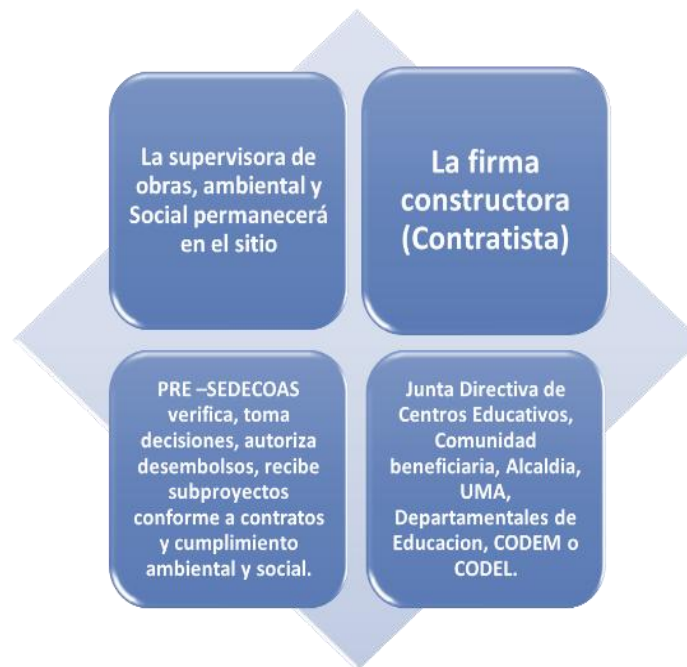 La supervisora de
obras, ambiental y
Social permanecerá
en el sitio
La firma
constructora
(Contratista)
PRE –SEDECOAS
verifica, toma
decisiones, autoriza
desembolsos, recibe
subproyectos
conforme a contratos
y cumplimiento
ambiental y social.
Junta Directiva de
Centros Educativos,
Comunidad
beneficiaria, Alcaldia,
UMA,
Departamentales de
Educacion, CODEM o
CODEL.